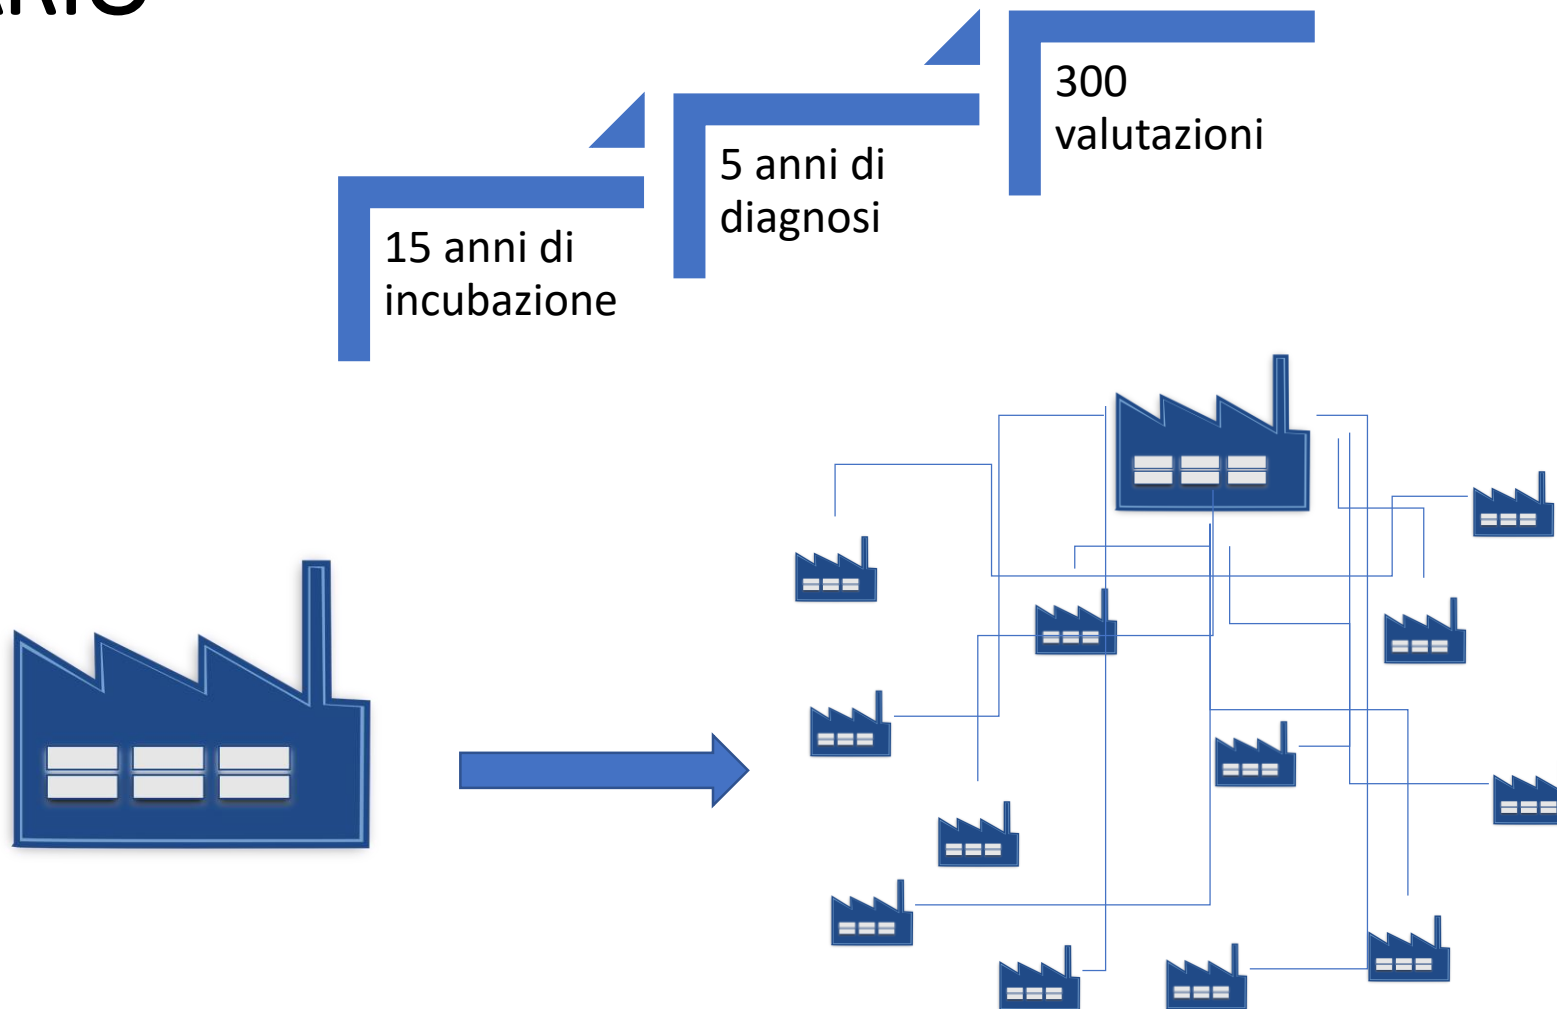 15 anni di
incubazione
5 anni di
diagnosi
300
valutazioni